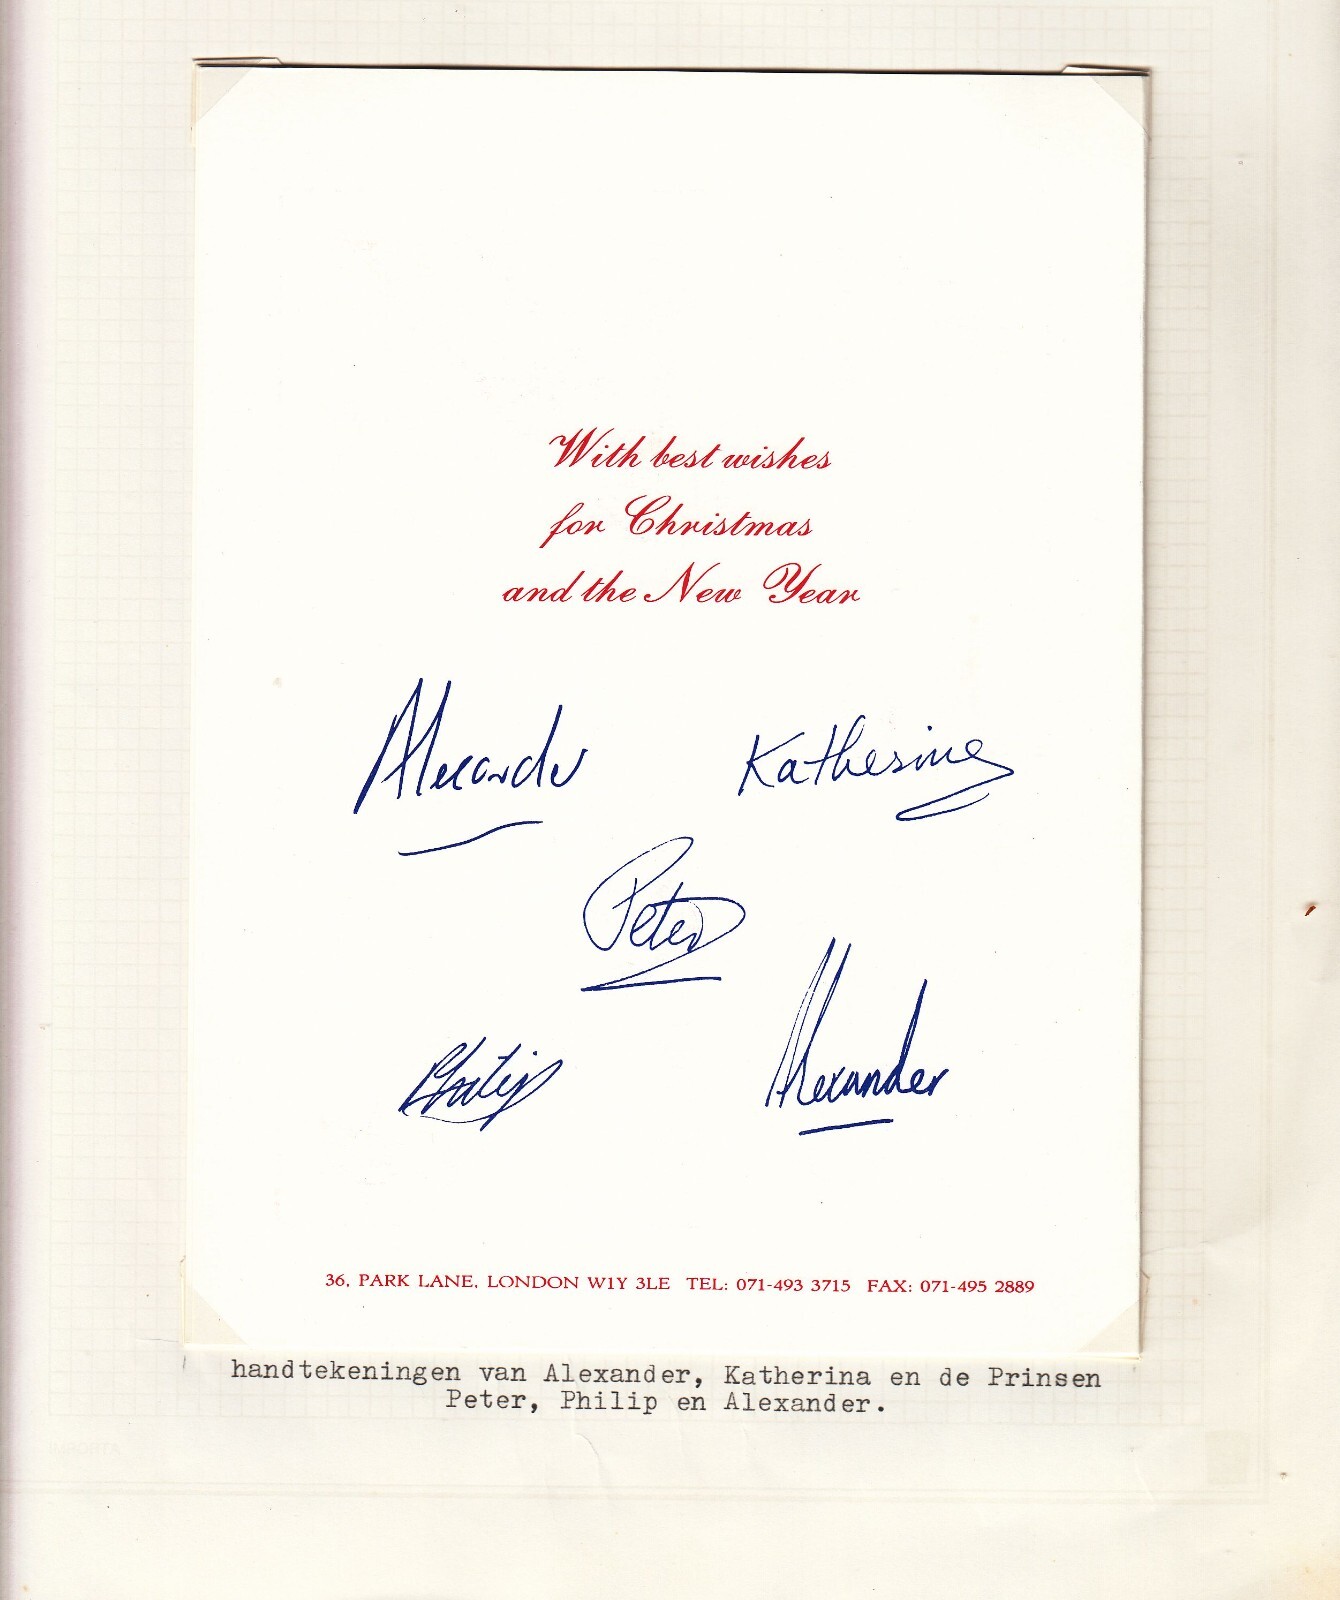 With best wishes
for Christmas
and the New Year
Alexander Katherine
Peter
Philip Alexander
36, PARK LANE, LONDON W1Y 3LE TEL: 071-493 3715 FAX: 071-495 2889
handtekeningen van Alexander, Katherina en de Prinsen
Peter, Philip en Alexander.